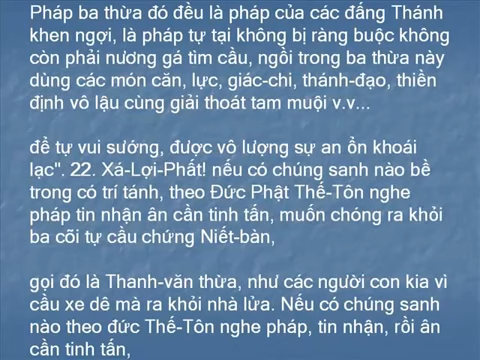 Pháp ba thừa đó đều là pháp của các đấng Thánh
khen ngợi, là pháp tự tại không bị ràng buộc không
còn phải nương gá tìm cầu, ngồi trong ba thừa này
dùng các món căn, lực, giác-chi, thánh-đạo, thiền
định vô lậu cùng giải thoát tam muội v.v...
để tự vui sướng, được vô lượng sự an ổn khoái
lạc". 22. Xá-Lợi-Phất! nếu có chúng sanh nào bề
trong có trí tánh, theo Đức Phật Thế-Tôn nghe
pháp tin nhận ân cần tinh tấn, muốn chóng ra khỏi
ba cõi tự cầu chứng Niết-bàn,
gọi đó là Thanh-văn thừa, như các người con kia vì
cầu xe dê mà ra khỏi nhà lửa. Nếu có chúng sanh
nào theo đức Thế-Tôn nghe pháp, tin nhận, rồi ân
cần tinh tấn,